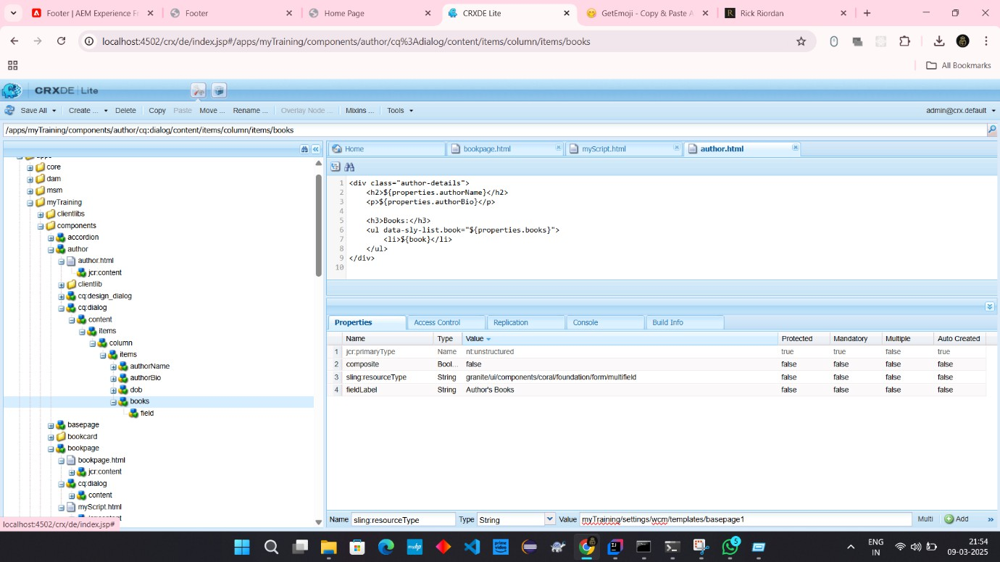 Footer | AEM Experience Fr
Footer
Home Page
CRXDE Lite
GetEmoji - Copy & Paste A
Rick Riordan
localhost:4502/crx/de/index.jsp#/apps/myTraining/components/author/cq%3Adialog/content/items/column/items/books
All Bookmarks
CRXDE | Lite
Save All Create ... Delete Copy Paste Move ... Rename ... Overlay Node ... Mixins ... Tools admin@crx.default
/apps/myTraining/components/author/cq:dialog/content/items/column/items/books
apps
core
dam
msm
myTraining
clientlibs
components
accordion
author
author.html
jcr:content
clientlib
cq:design_dialog
cq:dialog
content
items
column
items
authorName
authorBio
dob
books
field
basepage
bookcard
bookpage
bookpage.html
jcr:content
cq:dialog
content
myScript.html
localhost:4502/crx/de/index.jsp#
Home bookpage.html myScript.html author.html
1 <div class="author-details">
2 <h2>${properties.authorName}</h2>
3 <p>${properties.authorBio}</p>
4
5 <h3>Books:</h3>
6 <ul data-sly-list.book="${properties.books}">
7 <li>${book}</li>
8 </ul>
9 </div>
10
Properties Access Control Replication Console Build Info
Name Type Value Protected Mandatory Multiple Auto Created
1 jcr:primaryType Name nt:unstructured true true false true
2 composite Bool... false false false false false
3 sling:resourceType String granite/ui/components/coral/foundation/form/multifield false false false false
4 fieldLabel String Author's Books false false false false
Name sling:resourceType Type String Value myTraining/settings/wcm/templates/basepage1 Multi Add »
myhp
prime video
IJ
5
ENG
IN
21:54
09-03-2025